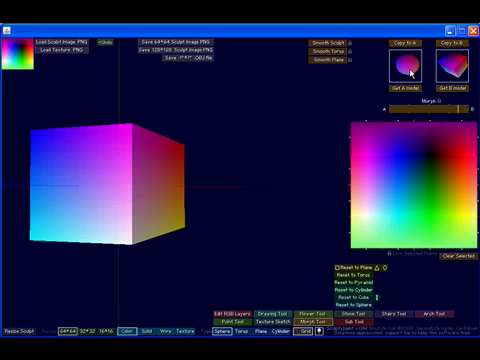 Load Sculpt Image PNG
Load Texture PNG
<Undo
Save 64*64 Sculpt Image PNG
Save 128*128 Sculpt Image PNG
Save .OBJ file
Smooth Sculpt
Smooth Torus
Smooth Plane
Copy to A
Copy to B
Get A model
Get B model
Morph
A
B
Lock Selected Points
Clear Selected
Reset to Plane
Reset to Torus
Reset to Pyramid
Reset to Cylinder
Reset to Cube
Reset to Sphere
Edit RGB Layers
Drawing Tool
Flower Tool
Stone Tool
Stairs Tool
Arch Tool
Point Tool
Texture Sketch
Morph Tool
Sub Tool
Resize Sculpt
64*64
32*32
16*16
Color
Solid
Wire
Texture
Type
Sphere
Torus
Plane
Cylinder
Grid